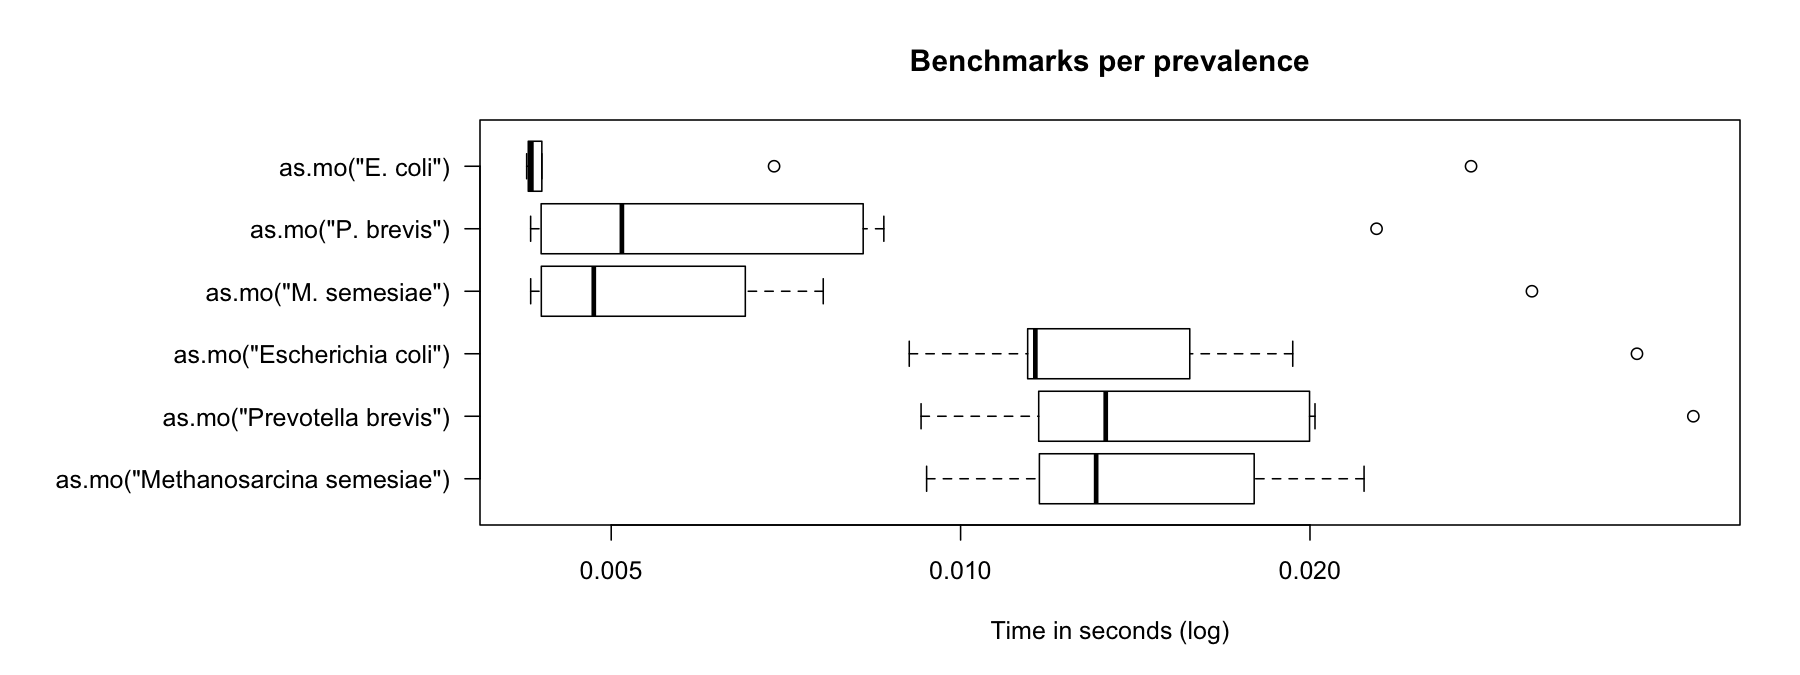 Benchmarks per prevalence
as.mo("E. coli")
as.mo("P. brevis")
as.mo("M. semesiae")
as.mo("Escherichia coli")
as.mo("Prevotella brevis")
as.mo("Methanosarcina semesiae")
0.005 0.010 0.020
Time in seconds (log)